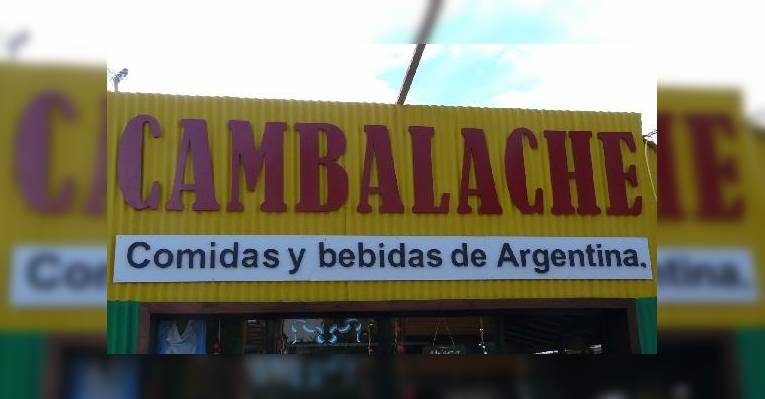 CAMBALACHE
Comidas y bebidas de Argentina.